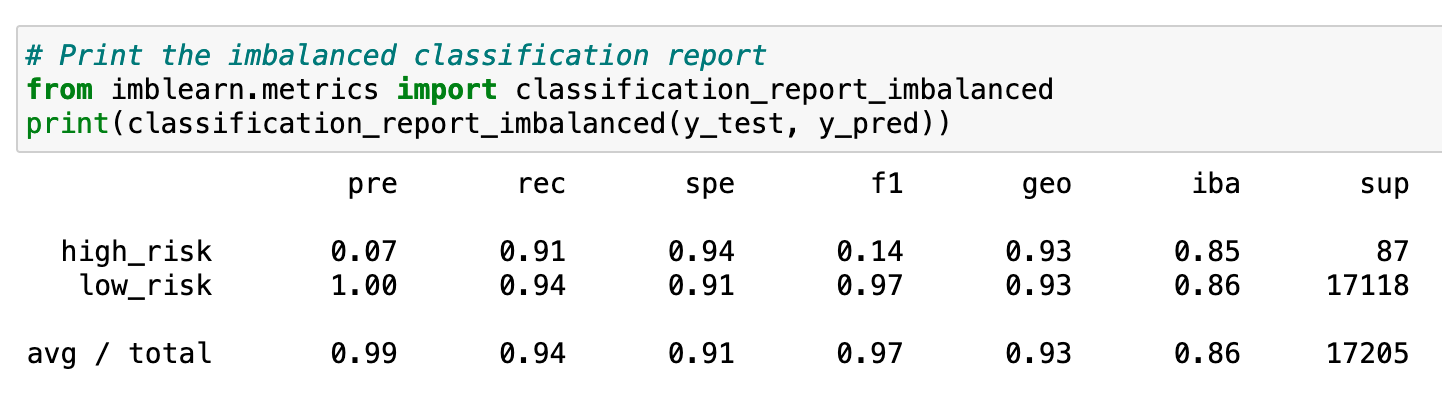 # Print the imbalanced classification report
from imblearn.metrics import classification_report_imbalanced
print(classification_report_imbalanced(y_test, y_pred))
pre rec spe f1 geo iba sup
high_risk 0.07 0.91 0.94 0.14 0.93 0.85 87
low_risk 1.00 0.94 0.91 0.97 0.93 0.86 17118
avg / total 0.99 0.94 0.91 0.97 0.93 0.86 17205